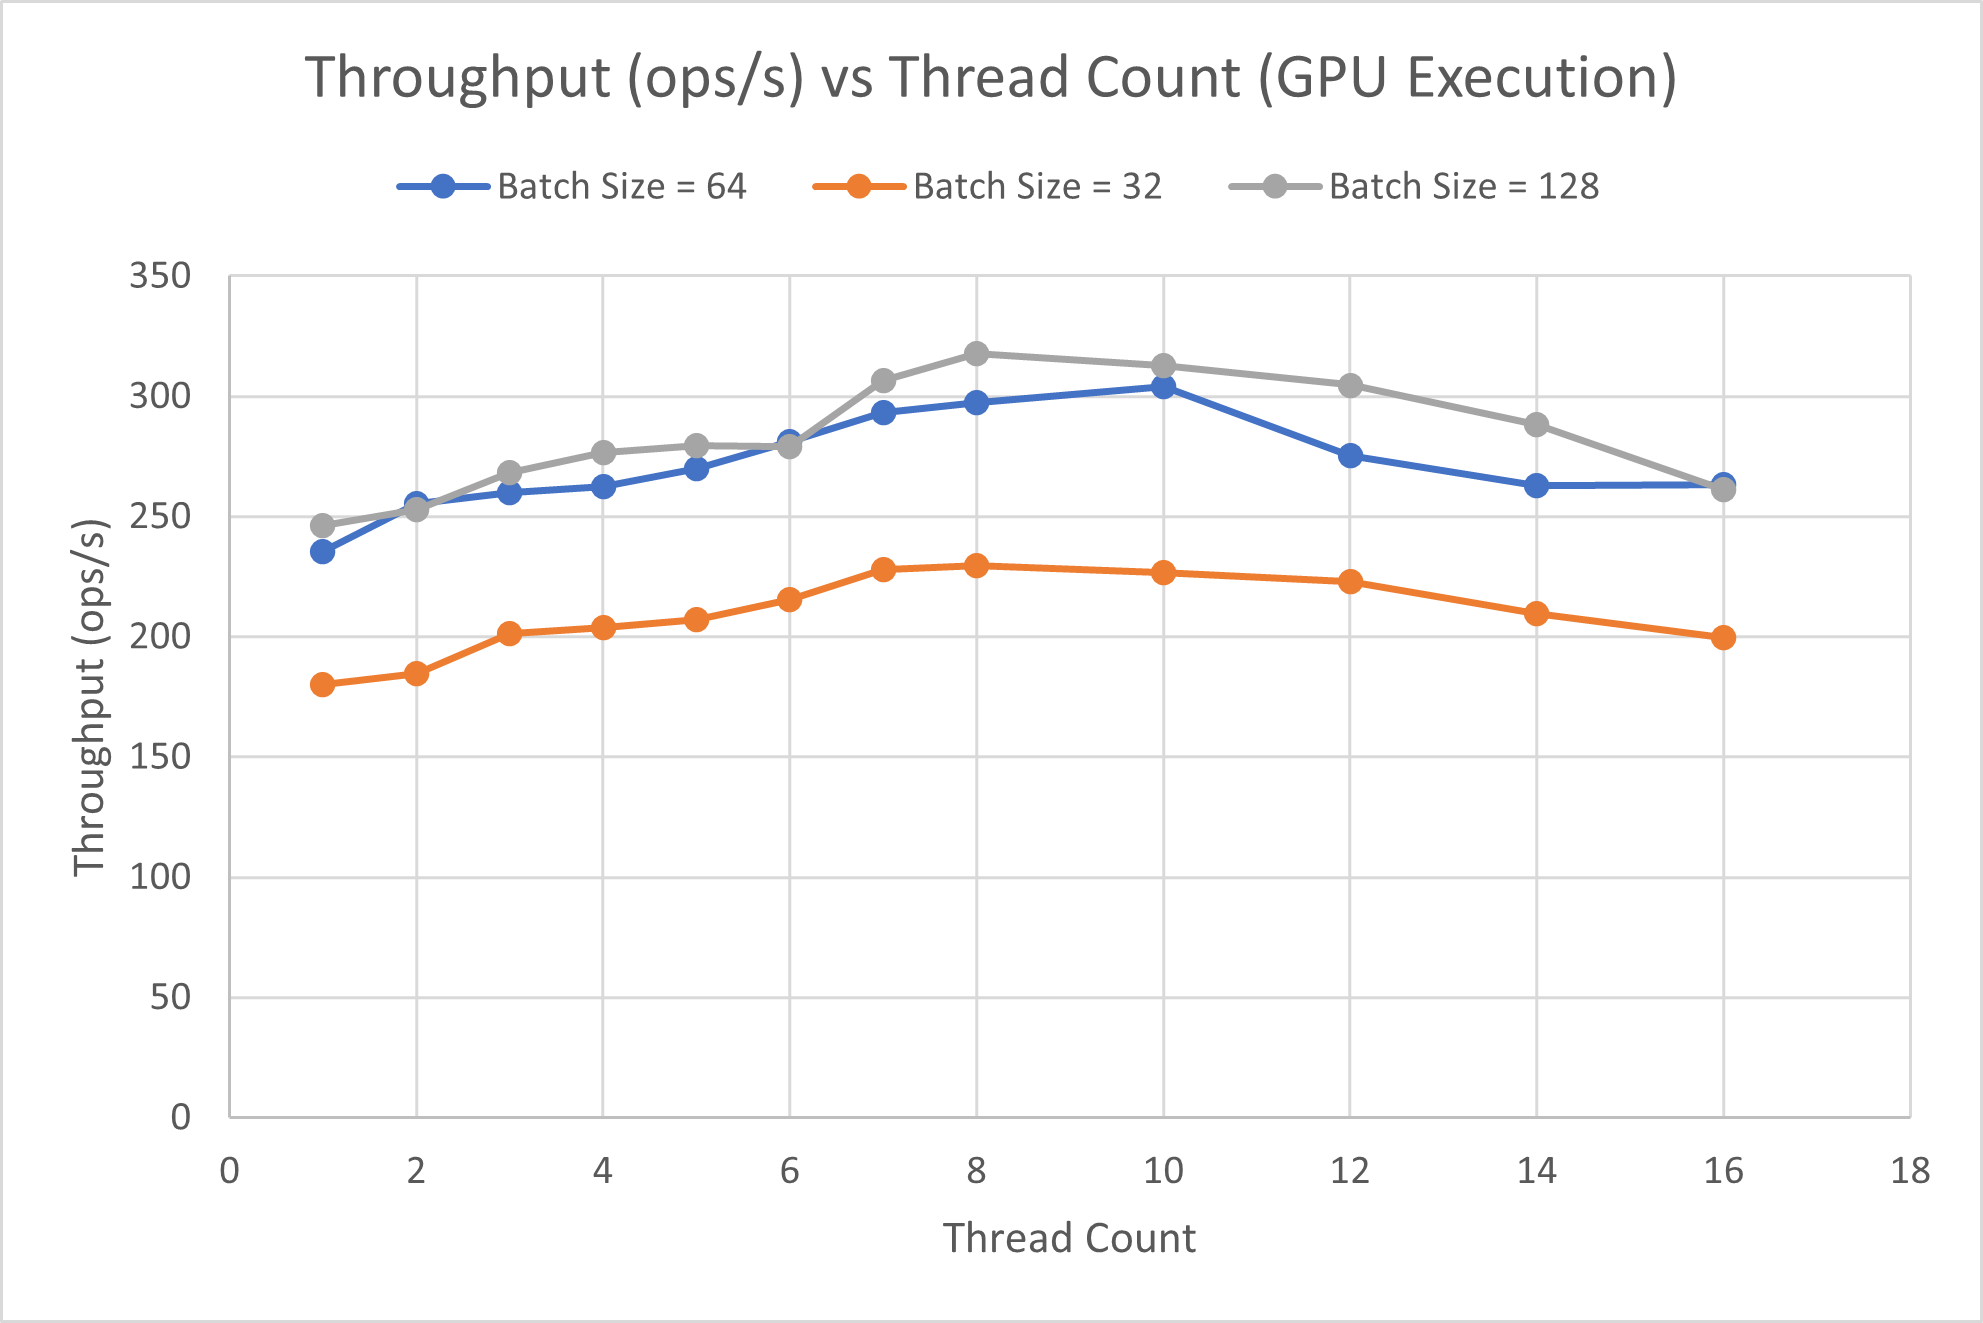 Throughput (ops/s) vs Thread Count (GPU Execution)
Batch Size = 64 Batch Size = 32 Batch Size = 128
350
300
250
200
150
100
50
0
Throughput (ops/s)
0 2 4 6 8 10 12 14 16 18
Thread Count